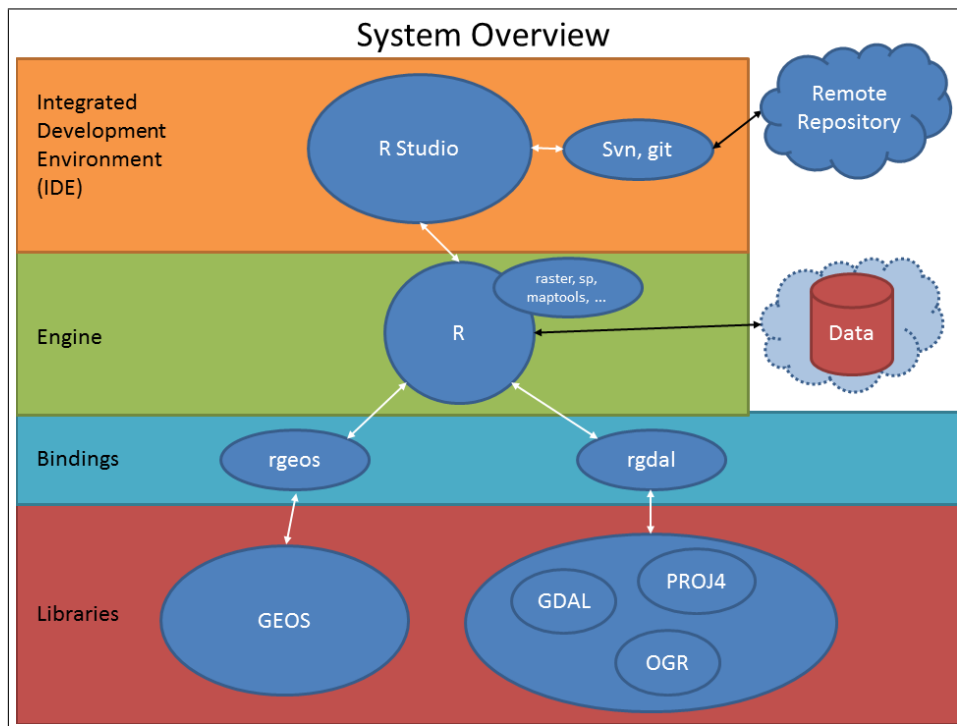 System Overview
Integrated
Development
Environment
(IDE)
R Studio
Svn, git
Remote
Repository
Engine
R
raster, sp,
maptools, ...
Data
Bindings
rgeos
rgdal
Libraries
GEOS
GDAL
PROJ4
OGR